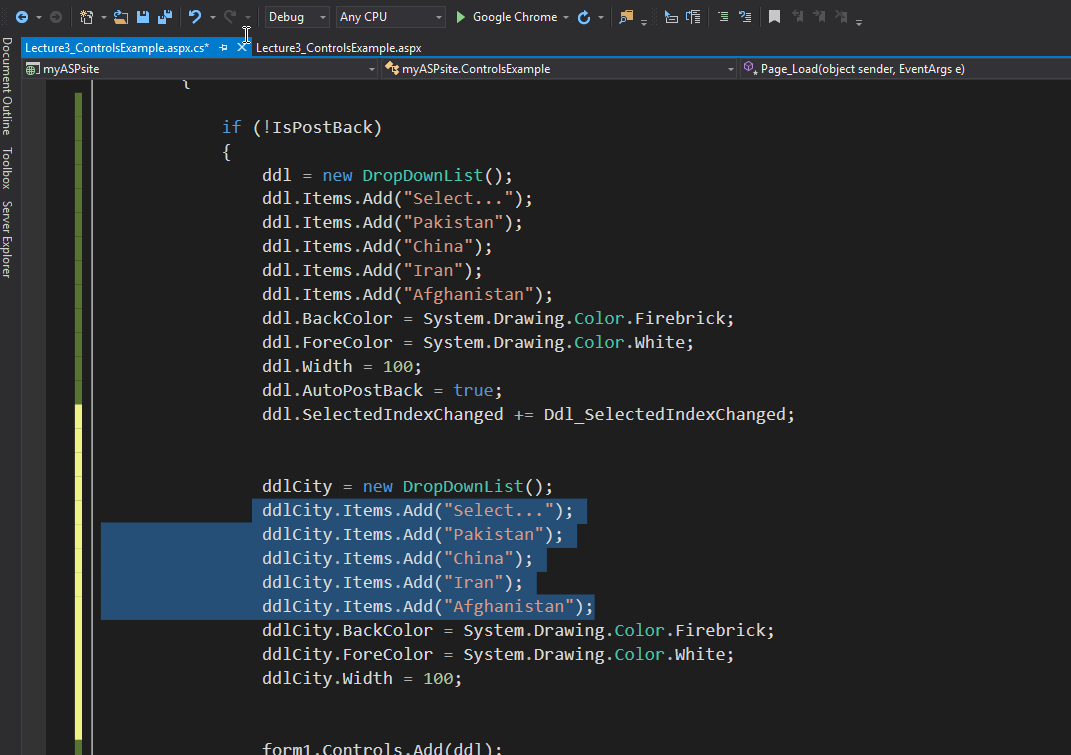 Debug Any CPU Google Chrome
Lecture3_ControlsExample.aspx.cs* Lecture3_ControlsExample.aspx
myASPsite myASPsite.ControlsExample Page_Load(object sender, EventArgs e)
Document Outline
Toolbox
Server Explorer
{
if (!IsPostBack)
{
ddl = new DropDownList();
ddl.Items.Add("Select...");
ddl.Items.Add("Pakistan");
ddl.Items.Add("China");
ddl.Items.Add("Iran");
ddl.Items.Add("Afghanistan");
ddl.BackColor = System.Drawing.Color.Firebrick;
ddl.ForeColor = System.Drawing.Color.White;
ddl.Width = 100;
ddl.AutoPostBack = true;
ddl.SelectedIndexChanged += Ddl_SelectedIndexChanged;
ddlCity = new DropDownList();
ddlCity.Items.Add("Select...");
ddlCity.Items.Add("Pakistan");
ddlCity.Items.Add("China");
ddlCity.Items.Add("Iran");
ddlCity.Items.Add("Afghanistan");
ddlCity.BackColor = System.Drawing.Color.Firebrick;
ddlCity.ForeColor = System.Drawing.Color.White;
ddlCity.Width = 100;
form1.Controls.Add(ddl);